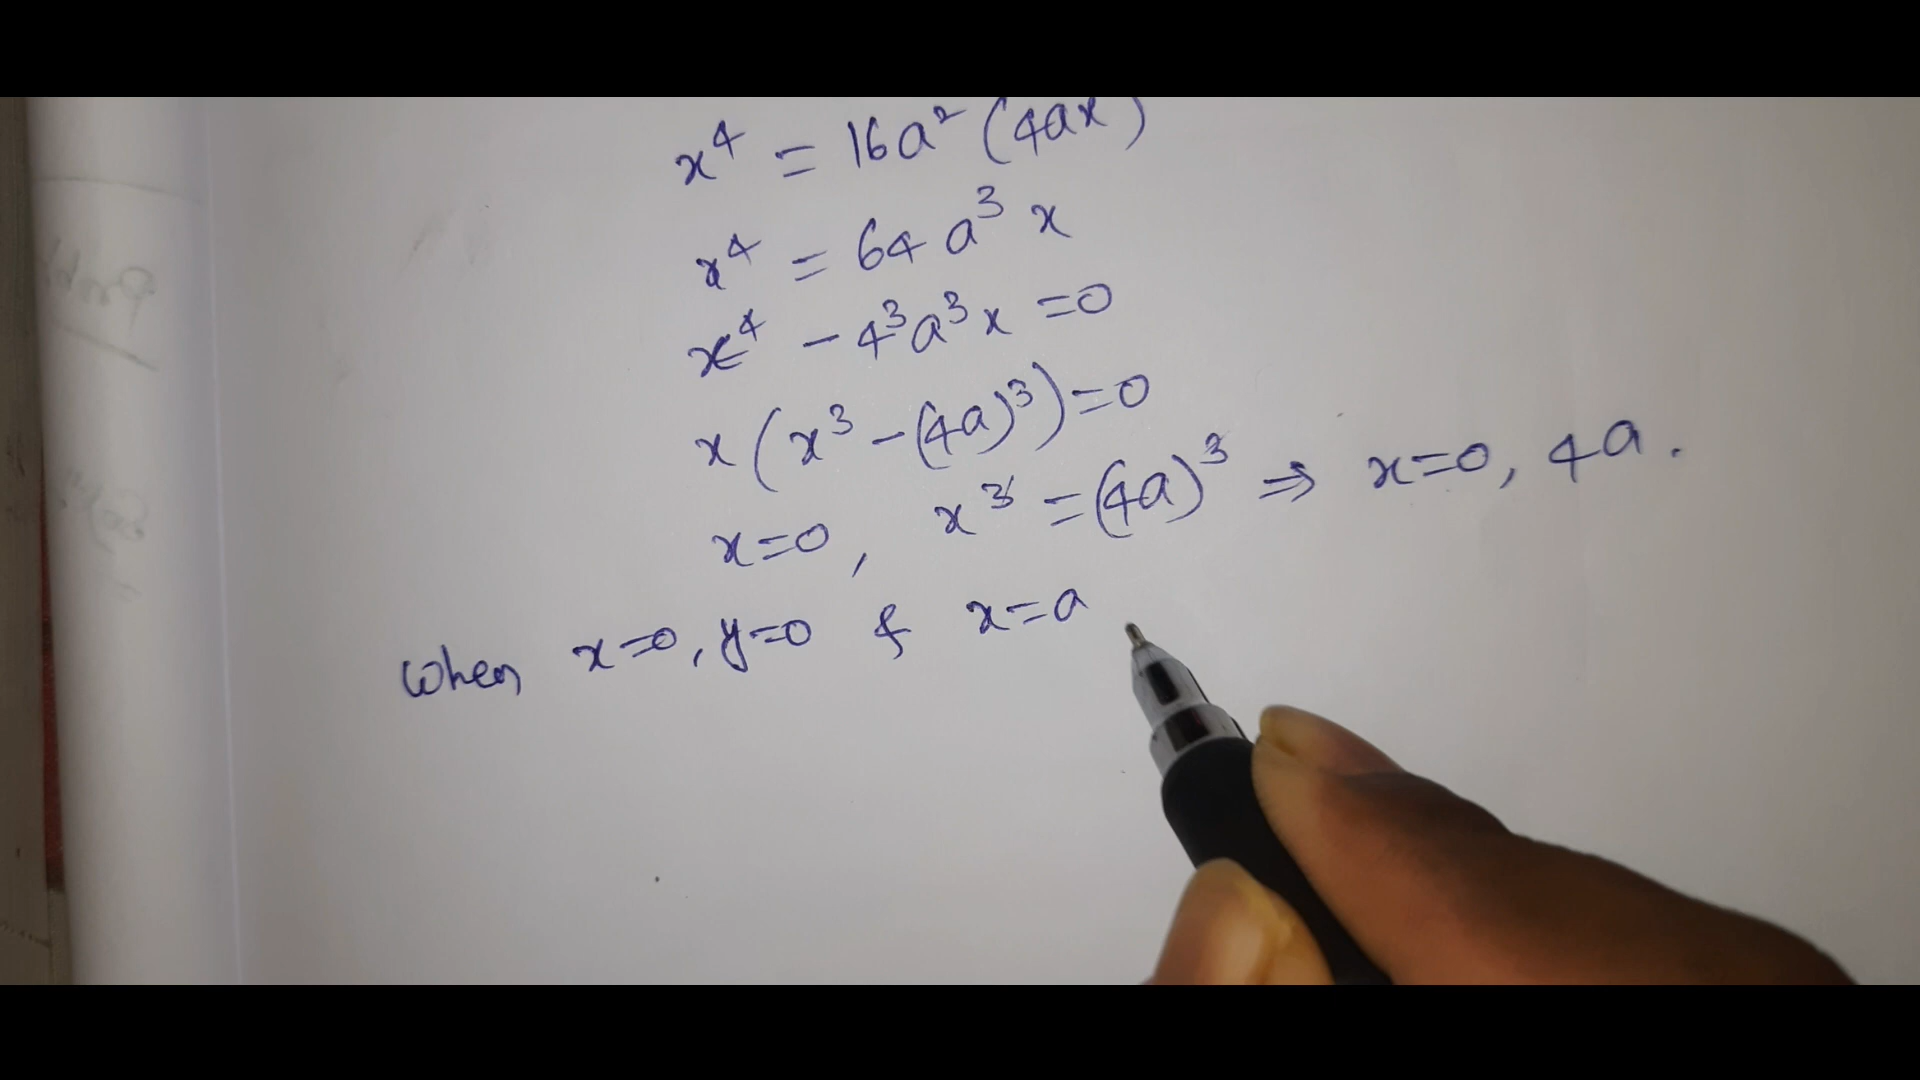 x⁴ = 16a² (4ax)
x⁴ = 64 a³ x
x⁴ - 4³a³x = 0
x(x³ - (4a)³) = 0
x=0, x³ = (4a)³ ⇒ x=0, 4a.
When x=0, y=0 & x=a